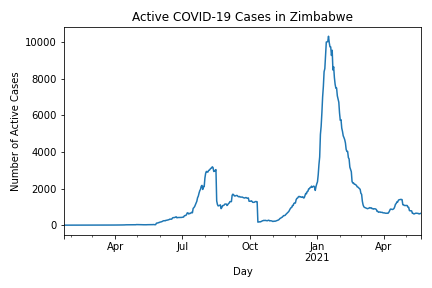 Active COVID-19 Cases in Zimbabwe
Number of Active Cases
10000
8000
6000
4000
2000
0
Apr Jul Oct Jan Apr
2021
Day